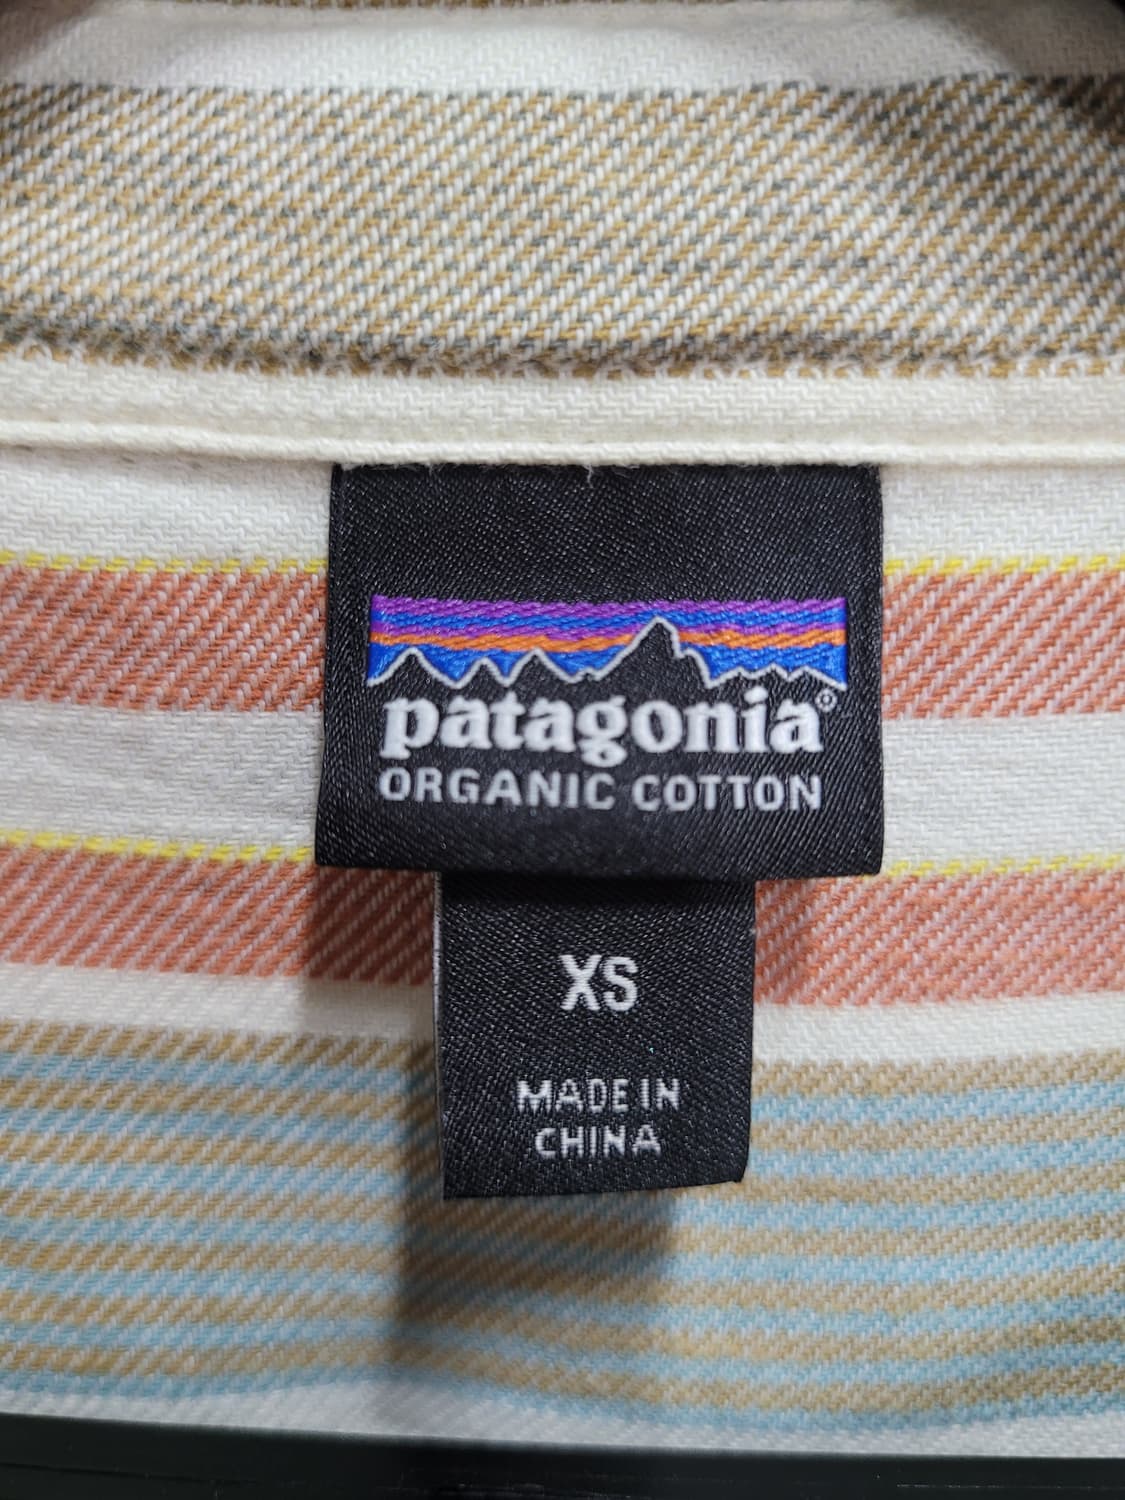 patagonia®
ORGANIC COTTON
XS
MADE IN
CHINA